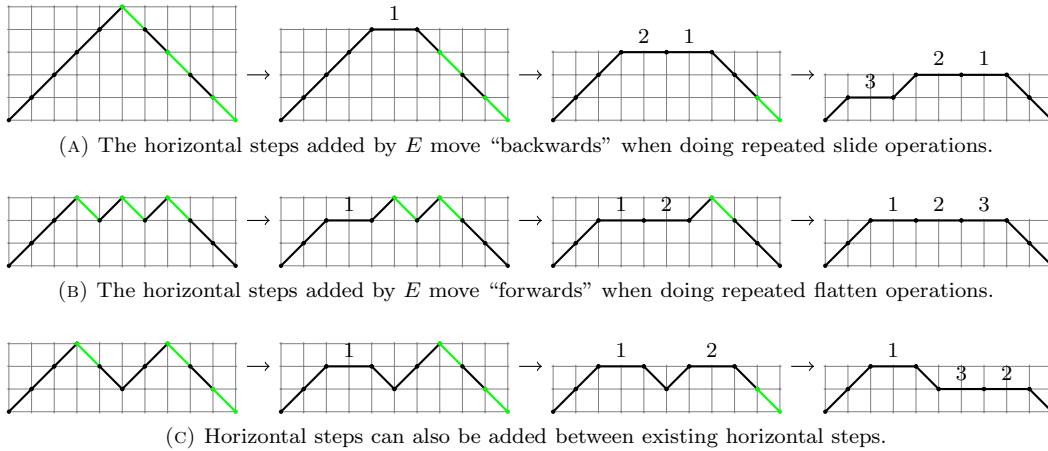 1
2 1
2 1
3
(A) The horizontal steps added by E move “backwards” when doing repeated slide operations.
1 1 2 1 2 3
(B) The horizontal steps added by E move “forwards” when doing repeated flatten operations.
1 1 2 1
3 2
(C) Horizontal steps can also be added between existing horizontal steps.